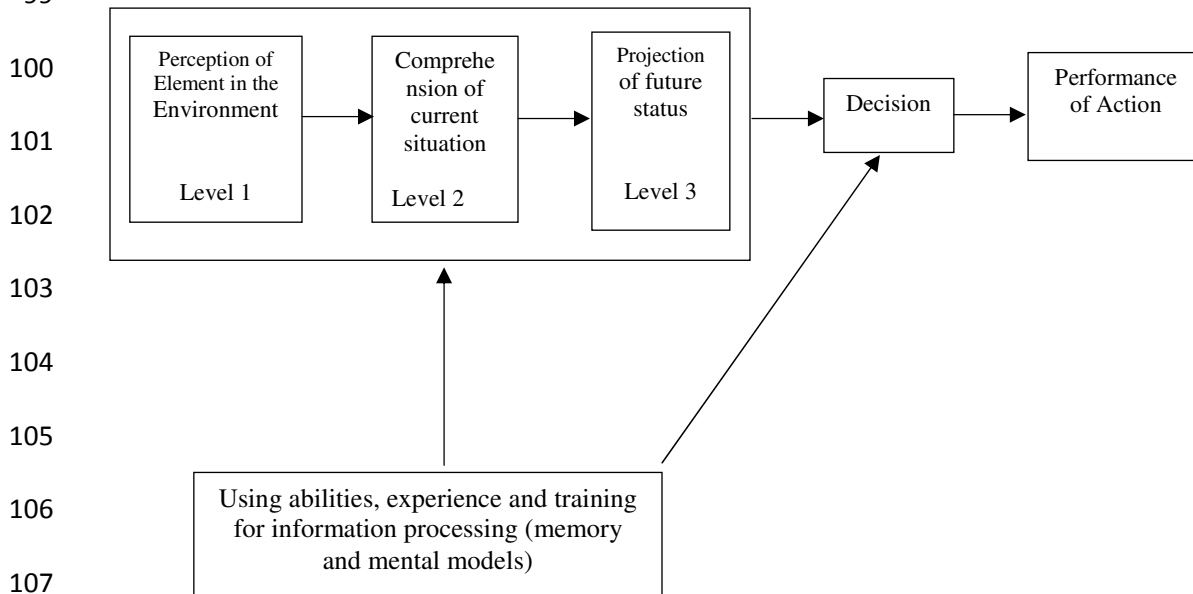 Perception of
Element in the
Environment
Level 1
Comprehe
nsion of
current
situation
Level 2
Projection
of future
status
Level 3
Decision
Performance
of Action
Using abilities, experience and training
for information processing (memory
and mental models)
100
101
102
103
104
105
106
107